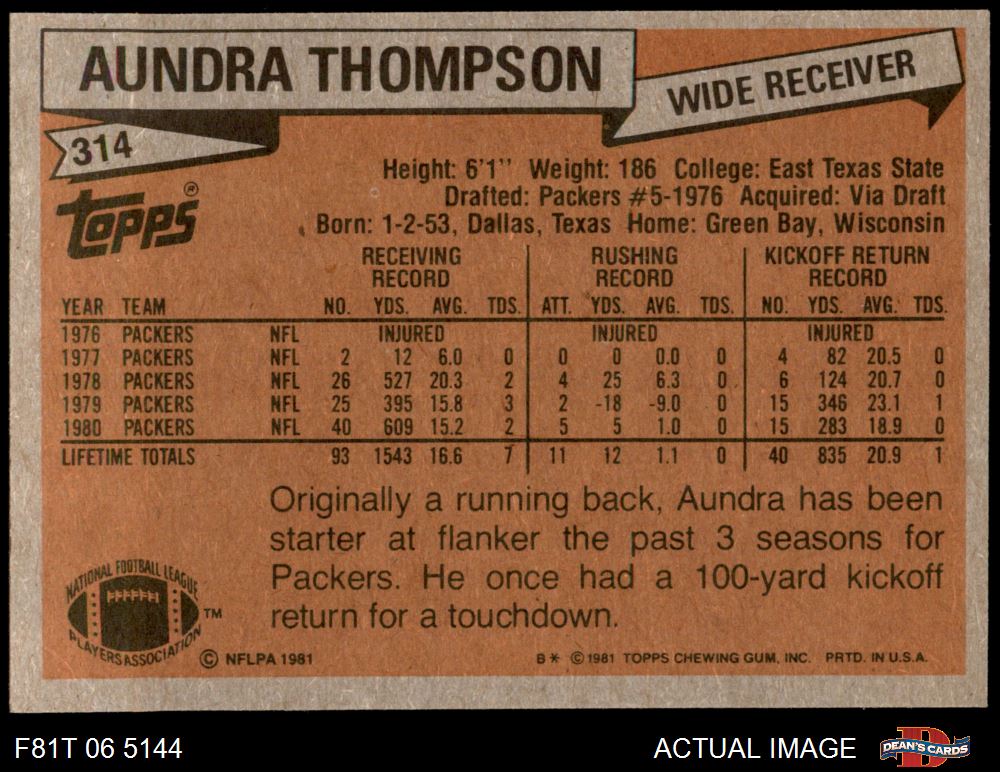 AUNDRA THOMPSON
WIDE RECEIVER
314
topps®
Height: 6'1" Weight: 186 College: East Texas State
Drafted: Packers #5-1976 Acquired: Via Draft
Born: 1-2-53, Dallas, Texas Home: Green Bay, Wisconsin
RECEIVING RECORD RUSHING RECORD KICKOFF RETURN RECORD
YEAR TEAM NO. YDS. AVG. TDS. ATT. YDS. AVG. TDS. NO. YDS. AVG. TDS.
1976 PACKERS NFL INJURED INJURED INJURED
1977 PACKERS NFL 2 12 6.0 0 0 0 0.0 0 4 82 20.5 0
1978 PACKERS NFL 26 527 20.3 2 4 25 6.3 0 6 124 20.7 0
1979 PACKERS NFL 25 395 15.8 3 2 -18 -9.0 0 15 346 23.1 1
1980 PACKERS NFL 40 609 15.2 2 5 5 1.0 0 15 283 18.9 0
LIFETIME TOTALS 93 1543 16.6 7 11 12 1.1 0 40 835 20.9 1
Originally a running back, Aundra has been
starter at flanker the past 3 seasons for
Packers. He once had a 100-yard kickoff
return for a touchdown.
NATIONAL FOOTBALL LEAGUE
PLAYERS ASSOCIATION
TM
© NFLPA 1981
B* © 1981 TOPPS CHEWING GUM, INC. PRTD. IN U.S.A.
F81T 06 5144
ACTUAL IMAGE
D
DEAN'S CARDS